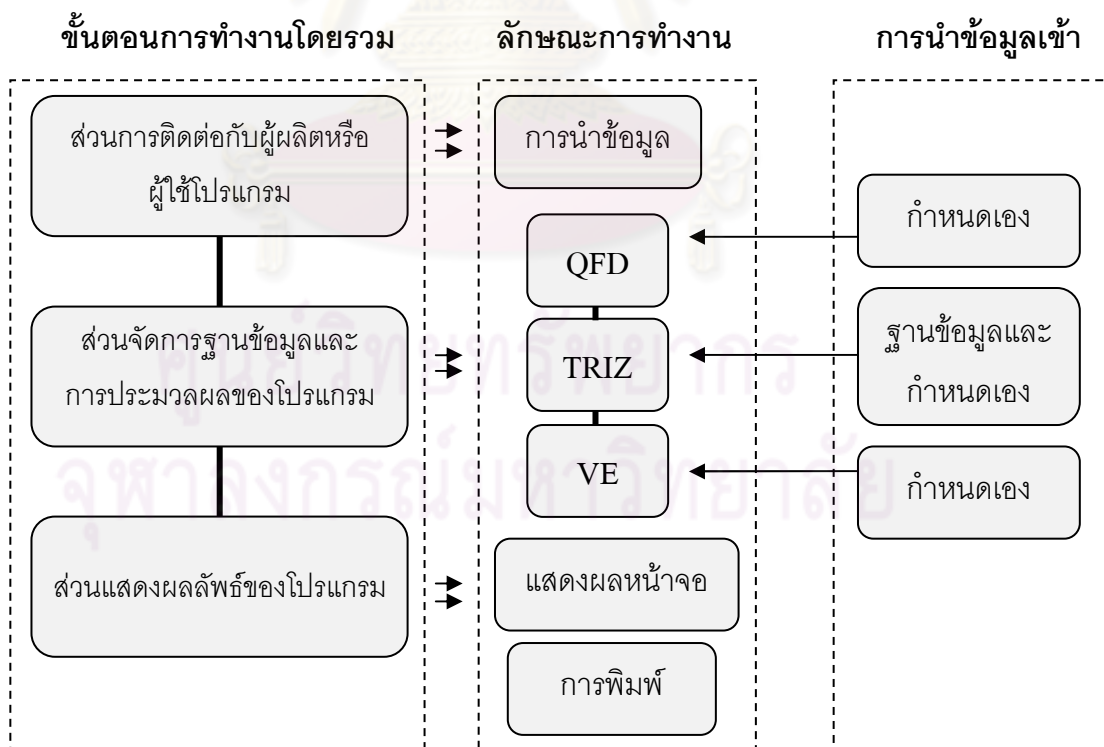 ขั้นตอนการทำงานโดยรวม
ลักษณะการทำงาน
การนำข้อมูลเข้า
ส่วนการติดต่อกับผู้ผลิตหรือ
ผู้ใช้โปรแกรม
การนำข้อมูล
กำหนดเอง
QFD
ส่วนจัดการฐานข้อมูลและ
การประมวลผลของโปรแกรม
TRIZ
ฐานข้อมูลและ
กำหนดเอง
VE
กำหนดเอง
ส่วนแสดงผลลัพธ์ของโปรแกรม
แสดงผลหน้าจอ
การพิมพ์
ศูนย์วิทยทรัพยากร
จุฬาลงกรณ์มหาวิทยาลัย